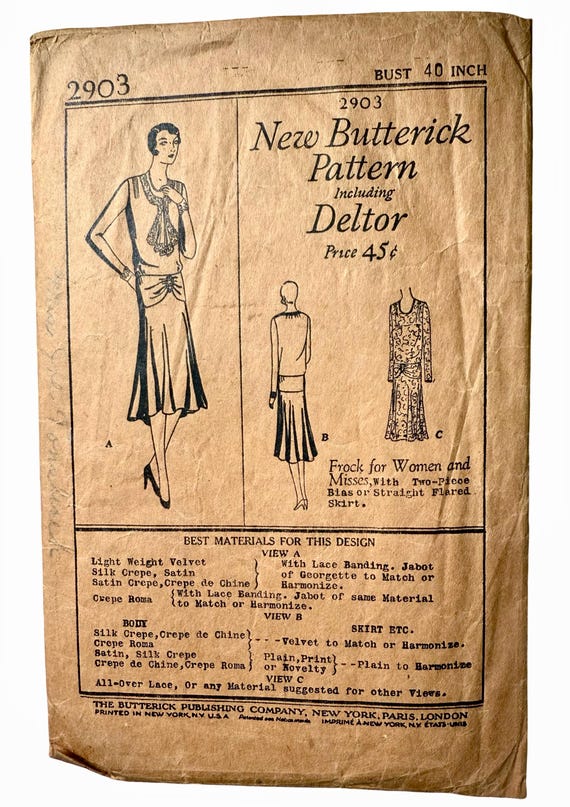 2903
BUST 40 INCH
2903
New Butterick
Pattern
Including
Deltor
Price 45¢
A
B
C
Frock for Women and
Misses, With Two-Piece
Bias or Straight Flared
Skirt.
BEST MATERIALS FOR THIS DESIGN
VIEW A
Light Weight Velvet
Silk Crepe, Satin
Satin Crepe, Crepe de Chine
With Lace Banding. Jabot
of Georgette to Match or
Harmonize.
Crepe Roma
With Lace Banding. Jabot of same Material
to Match or Harmonize.
VIEW B
BODY
SKIRT ETC.
Silk Crepe, Crepe de Chine
Crepe Roma
---Velvet to Match or Harmonize.
Satin, Silk Crepe
Crepe de Chine, Crepe Roma
Plain, Print
or Novelty
--Plain to Harmonize
VIEW C
All-Over Lace, Or any Material suggested for other Views.
THE BUTTERICK PUBLISHING COMPANY, NEW YORK, PARIS, LONDON
PRINTED IN NEW YORK, N.Y. U.S.A
IMPRIMÉ A NEW YORK, N.Y. ÉTATS-UNIS